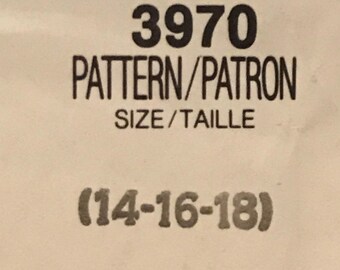 3970
PATTERN/PATRON
SIZE/TAILLE
(14-16-18)